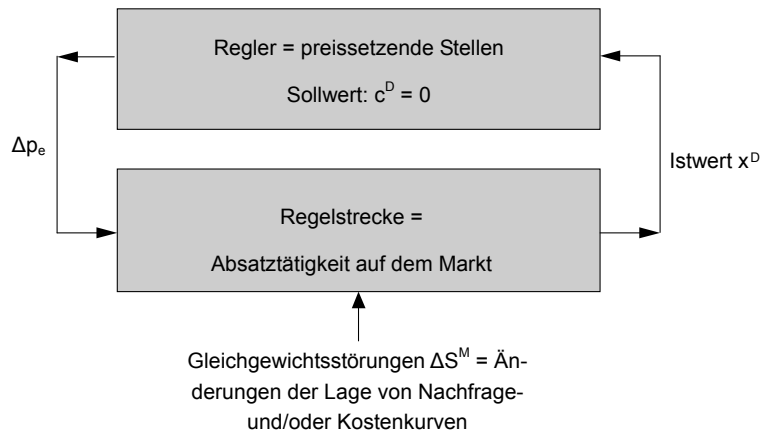 Regler = preissetzende Stellen
Sollwert: c^D = 0
Δp_e
Istwert x^D
Regelstrecke =
Absatztätigkeit auf dem Markt
Gleichgewichtsstörungen ΔS^M = Än-
derungen der Lage von Nachfrage-
und/oder Kostenkurven